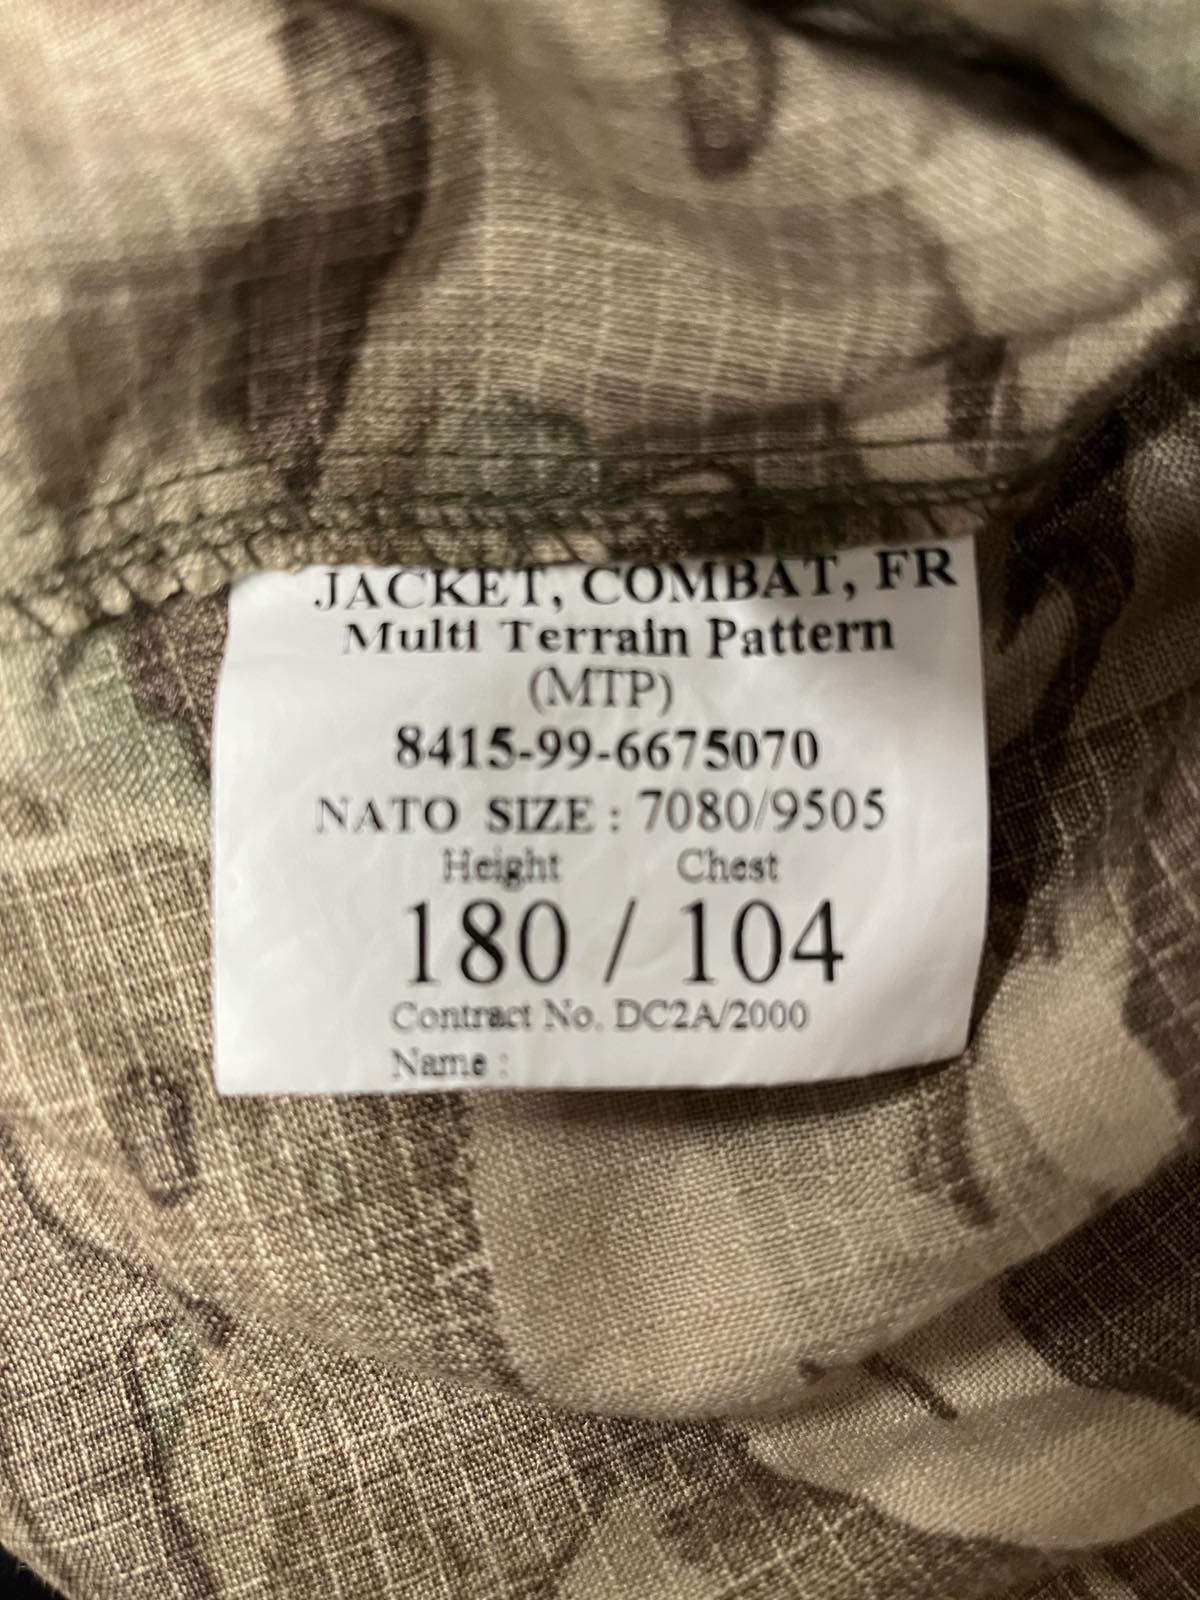 JACKET, COMBAT, FR
Multi Terrain Pattern
(MTP)
8415-99-6675070
NATO SIZE : 7080/9505
Height Chest
180 / 104
Contract No. DC2A/2000
Name :